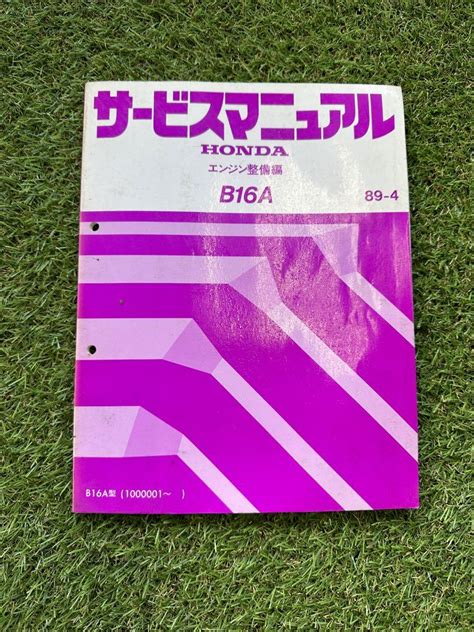 サービスマニュアル
HONDA
エンジン整備編
B16A 89-4
B16A型 (1000001～ )